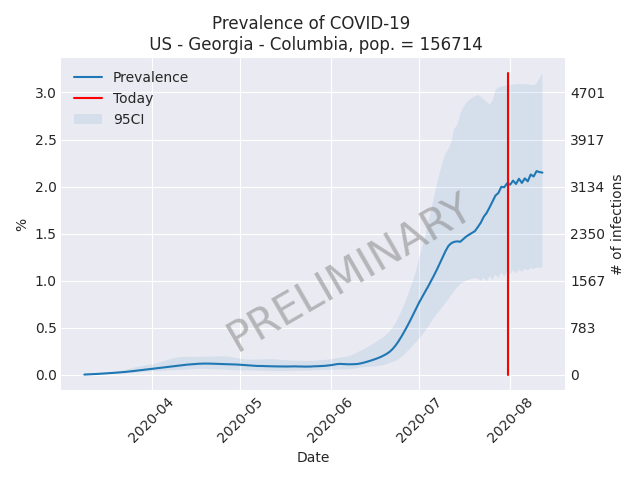 Prevalence of COVID-19
US - Georgia - Columbia, pop. = 156714
Prevalence
Today
95CI
3.0
2.5
2.0
1.5
1.0
0.5
0.0
%
4701
3917
3134
2350
1567
783
0
# of infections
PRELIMINARY
2020-04
2020-05
2020-06
2020-07
2020-08
Date